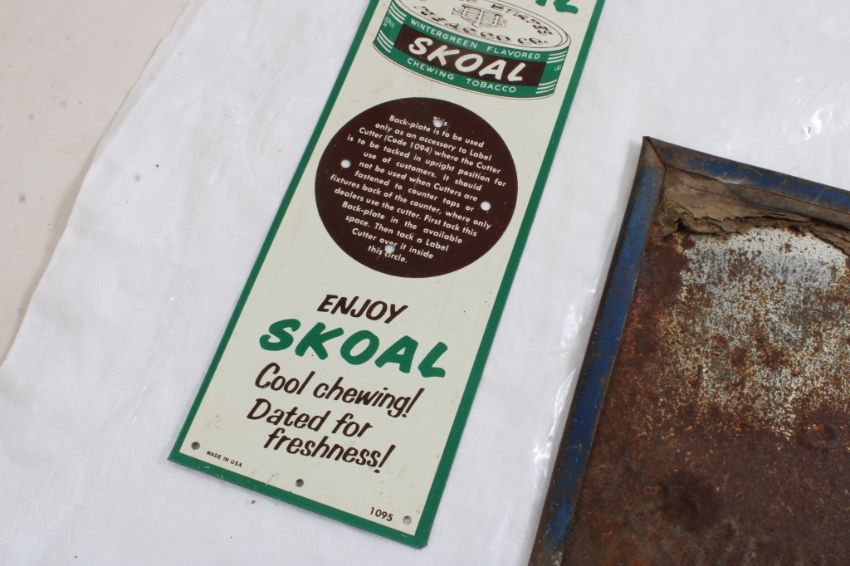 WINTERGREEN FLAVORED
SKOAL
CHEWING TOBACCO
This
Back-plate is to be used
only as an accessory to Label
Cutter (Code 1094) where the Cutter
is to be tacked in upright position for
use of customers. It should
not be used when Cutters are
fastened to counter tops or
fixtures back of the counter, where only
dealers use the cutter. First tack this
Back-plate in the available
space. Then tack a Label
Cutter over it inside
this circle.
ENJOY
SKOAL
Cool chewing!
Dated for
freshness!
MADE IN USA
1095